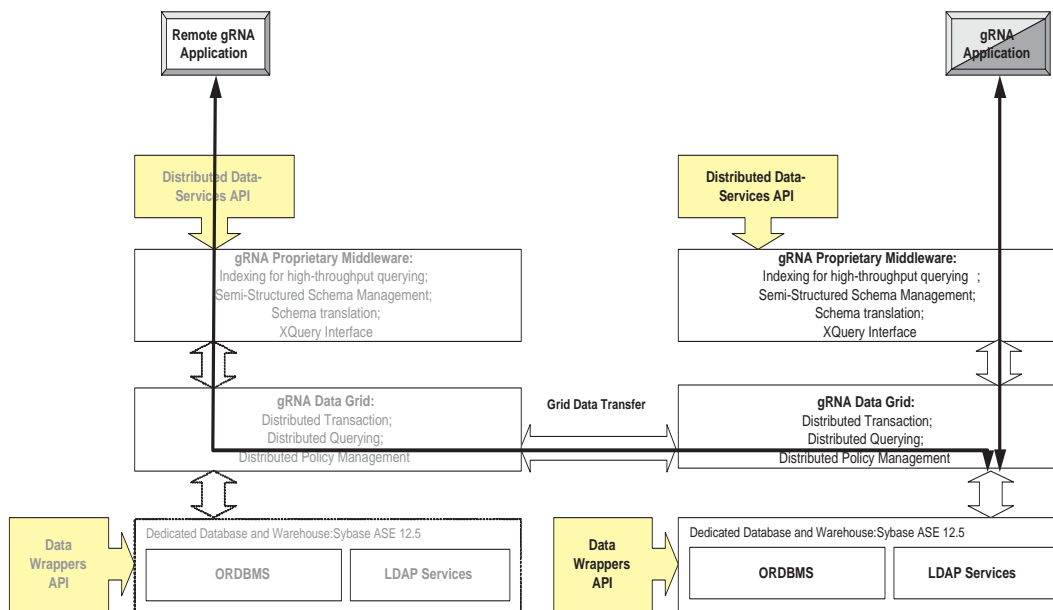 Remote gRNA
Application
gRNA
Application
Distributed Data-
Services API
Distributed Data-
Services API
gRNA Proprietary Middleware:
Indexing for high-throughput querying;
Semi-Structured Schema Management;
Schema translation;
XQuery Interface
gRNA Proprietary Middleware:
Indexing for high-throughput querying ;
Semi-Structured Schema Management;
Schema translation;
XQuery Interface
gRNA Data Grid:
Distributed Transaction;
Distributed Querying;
Distributed Policy Management
Grid Data Transfer
gRNA Data Grid:
Distributed Transaction;
Distributed Querying;
Distributed Policy Management
Data
Wrappers
API
Dedicated Database and Warehouse:Sybase ASE 12.5
ORDBMS
LDAP Services
Data
Wrappers
API
Dedicated Database and Warehouse:Sybase ASE 12.5
ORDBMS
LDAP Services